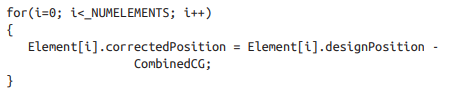 for(i=0; i<_NUMELEMENTS; i++)
{
Element[i].correctedPosition = Element[i].designPosition -
CombinedCG;
}